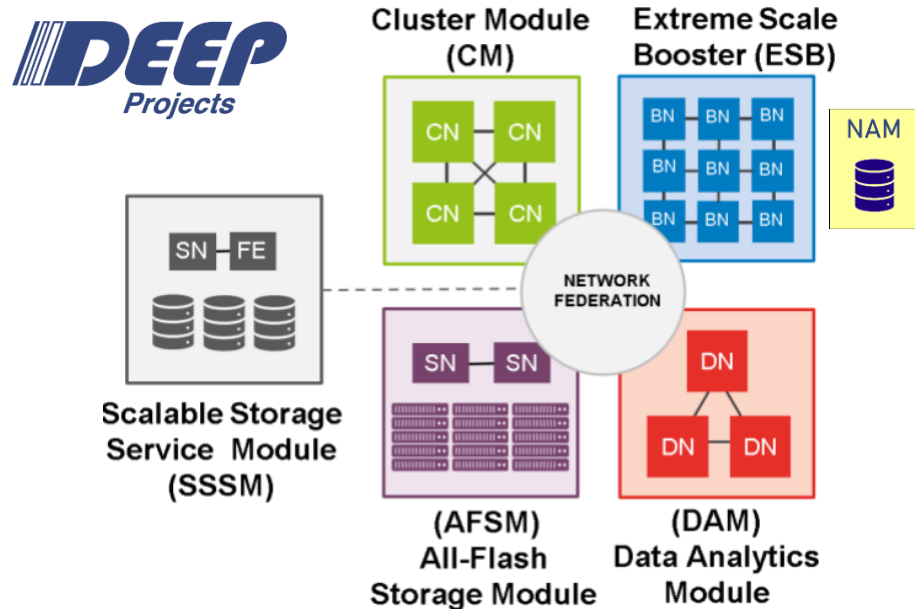 DEEP
Projects
Cluster Module
(CM)
Extreme Scale
Booster (ESB)
CN CN
CN CN
BN BN BN
BN BN BN
BN BN BN
NAM
SN FE
NETWORK
FEDERATION
Scalable Storage
Service Module
(SSSM)
SN SN
DN
DN DN
(AFSM)
All-Flash
Storage Module
(DAM)
Data Analytics
Module